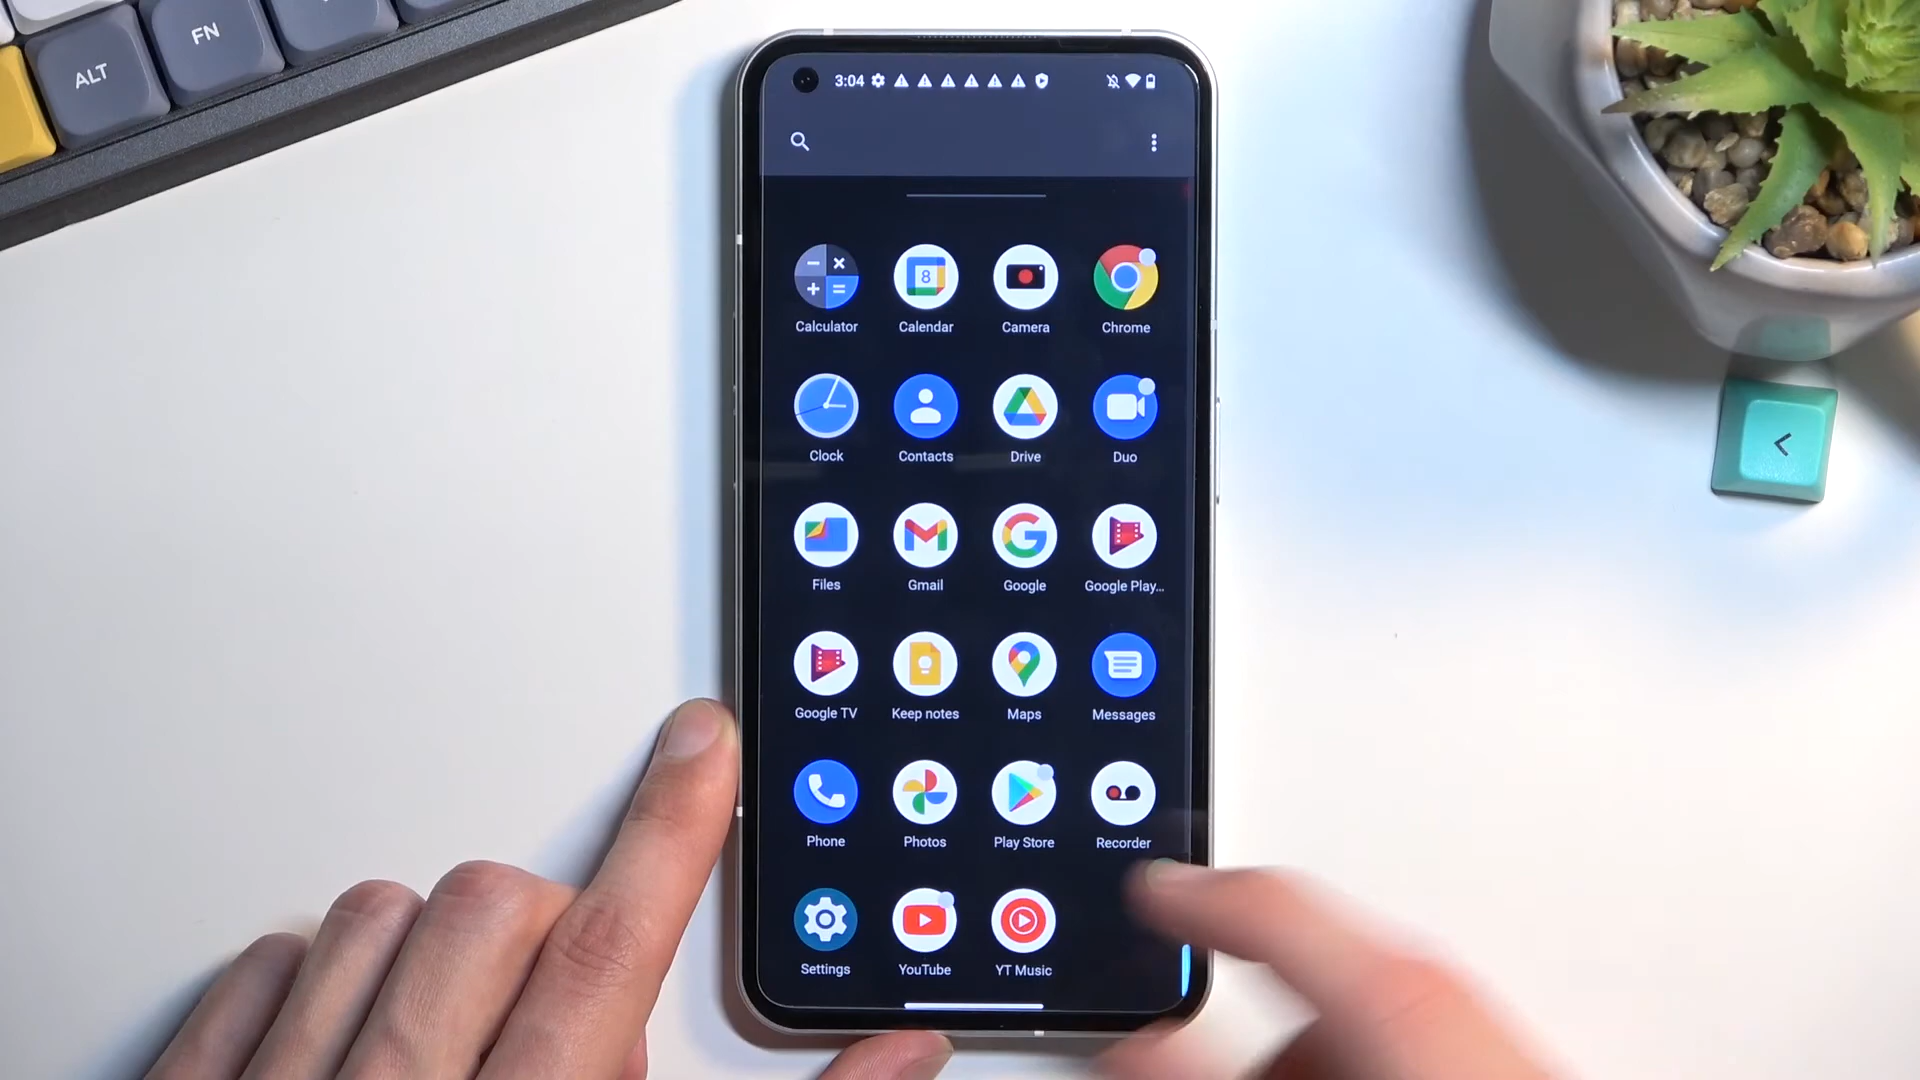 ALT
FN
3:04
8
Calculator
Calendar
Camera
Chrome
Clock
Contacts
Drive
Duo
Files
Gmail
Google
Google Play...
Google TV
Keep notes
Maps
Messages
Phone
Photos
Play Store
Recorder
Settings
YouTube
YT Music
<